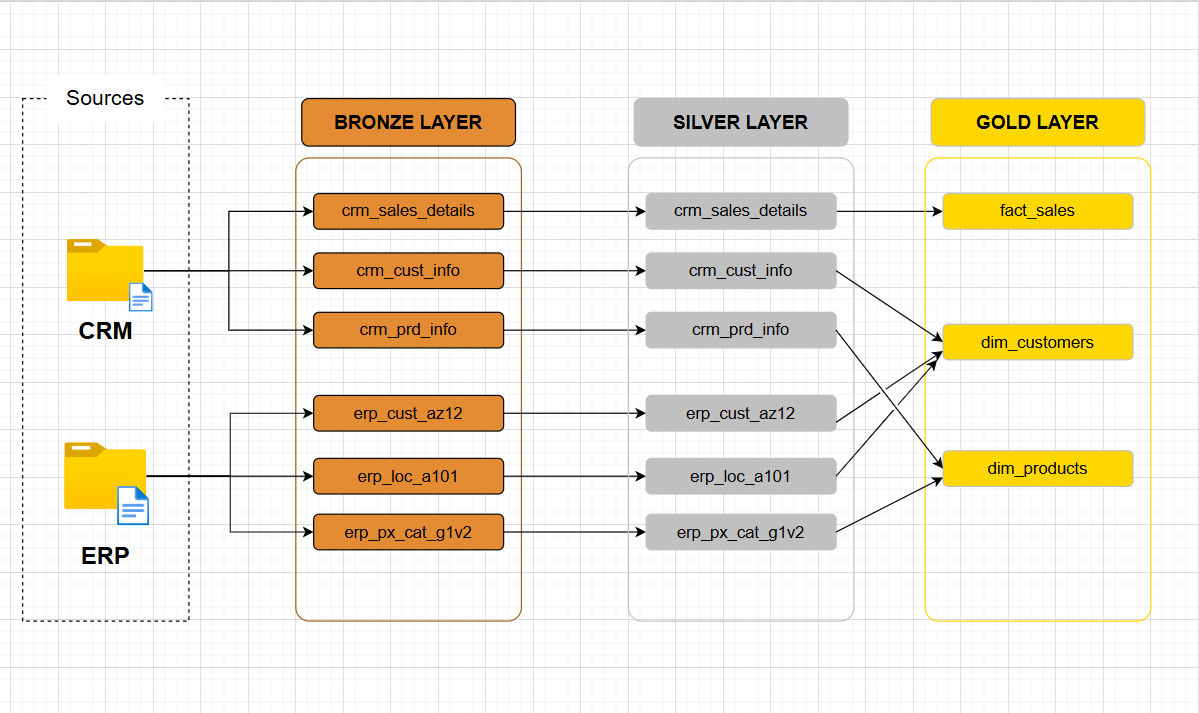 Sources
BRONZE LAYER
SILVER LAYER
GOLD LAYER
crm_sales_details
crm_sales_details
fact_sales
crm_cust_info
crm_cust_info
CRM
crm_prd_info
crm_prd_info
dim_customers
erp_cust_az12
erp_cust_az12
erp_loc_a101
erp_loc_a101
dim_products
erp_px_cat_g1v2
erp_px_cat_g1v2
ERP